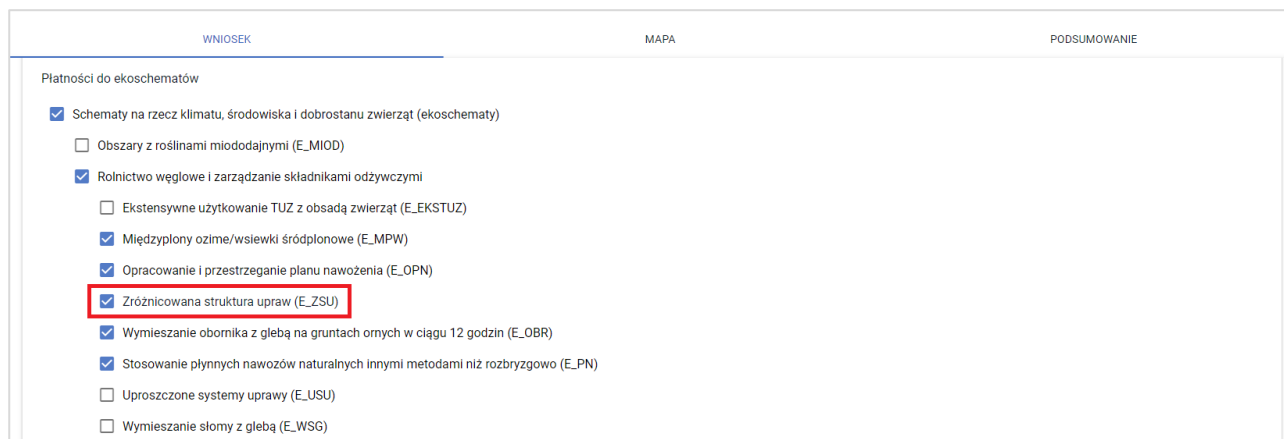 WNIOSEK MAPA PODSUMOWANIE
Płatności do ekoschematów
Schematy na rzecz klimatu, środowiska i dobrostanu zwierząt (ekoschematy)
Obszary z roślinami miododajnymi (E_MIOD)
Rolnictwo węglowe i zarządzanie składnikami odżywczymi
Ekstensywne użytkowanie TUZ z obsadą zwierząt (E_EKSTUZ)
Międzyplony ozime/wsiewki śródplonowe (E_MPW)
Opracowanie i przestrzeganie planu nawożenia (E_OPN)
Zróżnicowana struktura upraw (E_ZSU)
Wymieszanie obornika z glebą na gruntach ornych w ciągu 12 godzin (E_OBR)
Stosowanie płynnych nawozów naturalnych innymi metodami niż rozbryzgowo (E_PN)
Uproszczone systemy uprawy (E_USU)
Wymieszanie słomy z glebą (E_WSG)